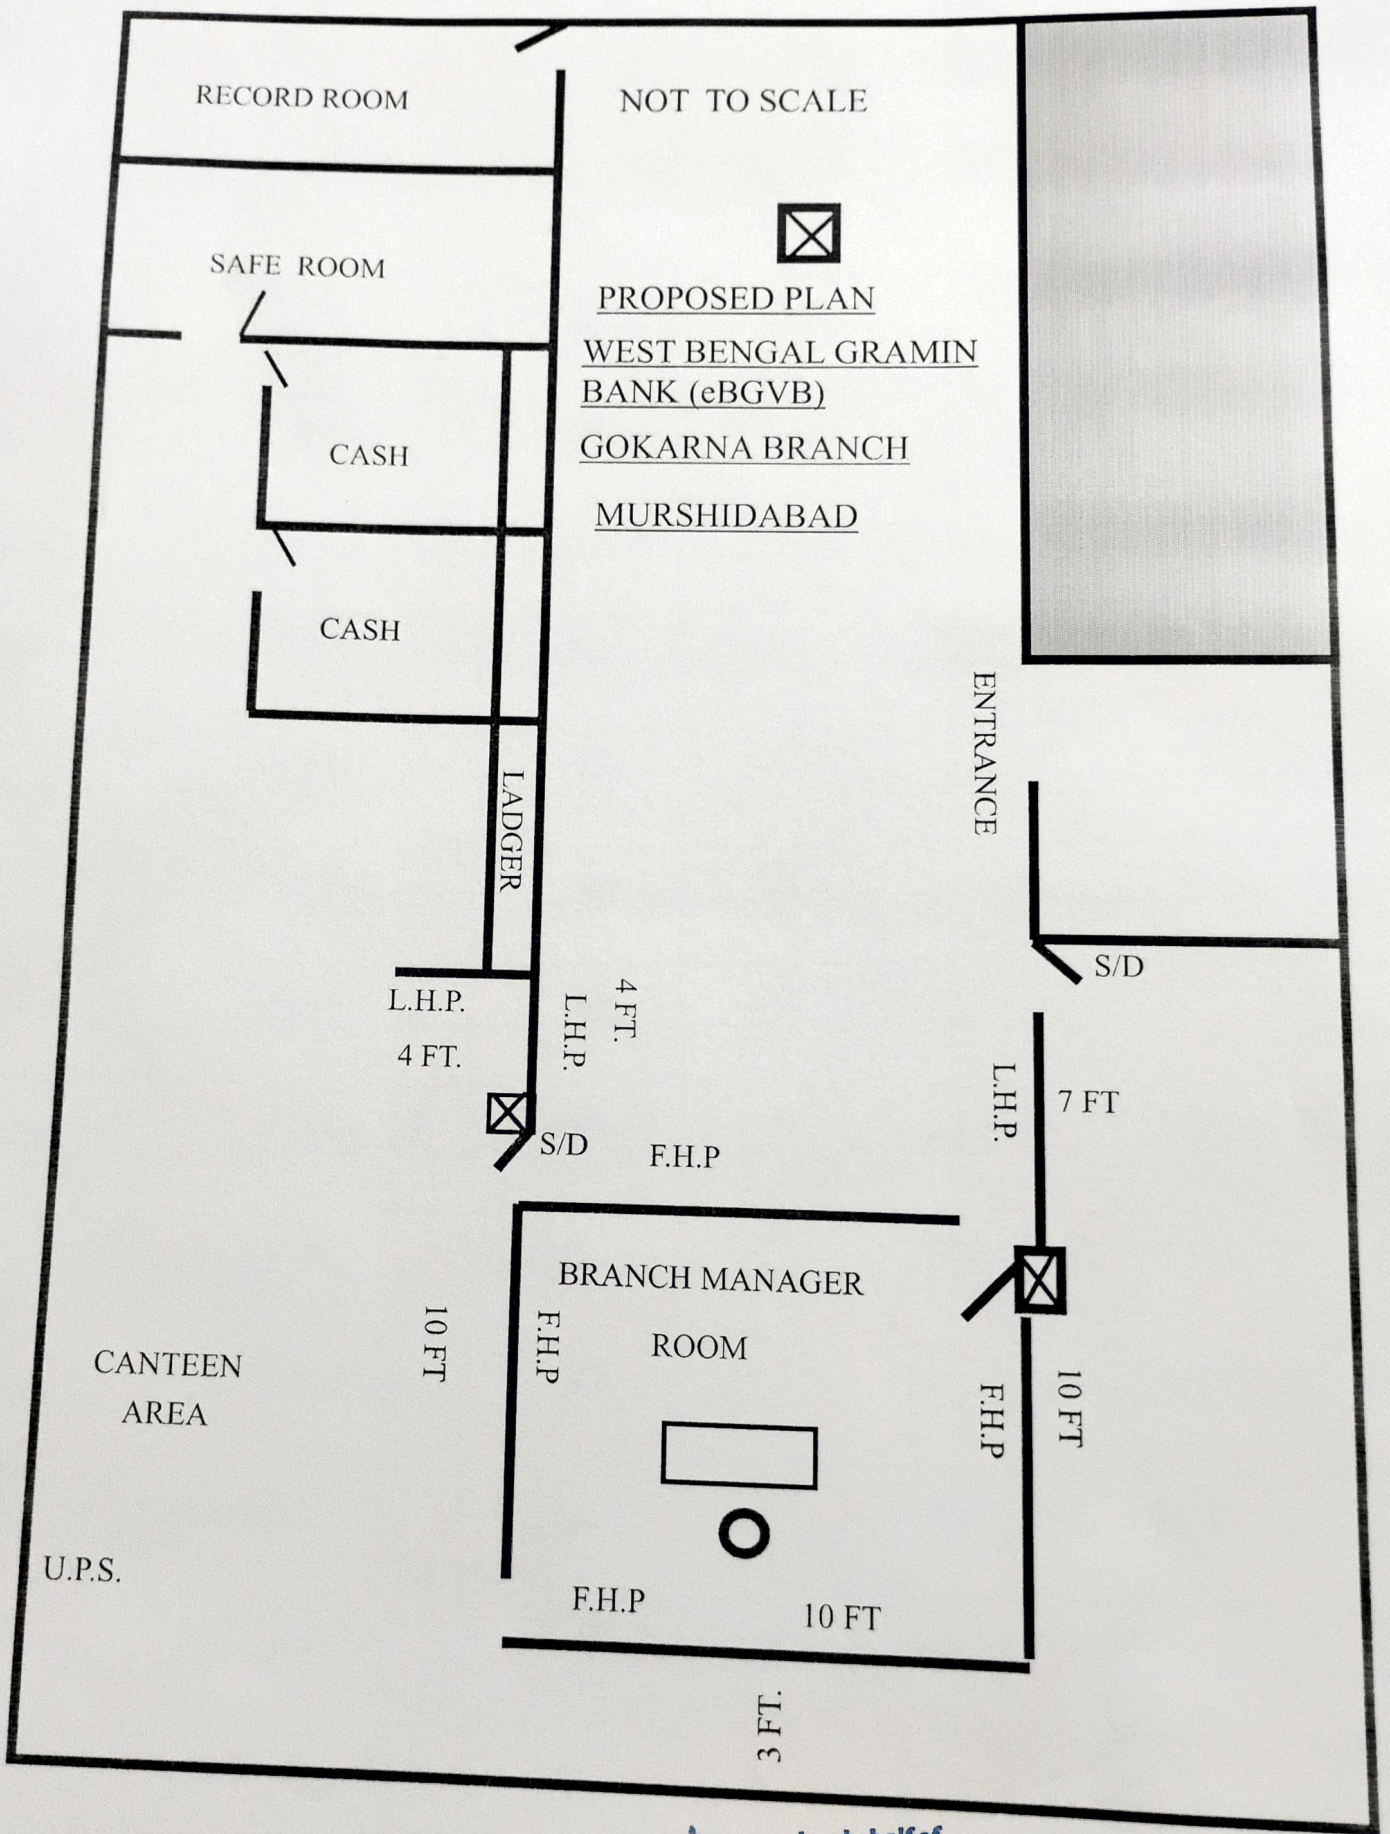 RECORD ROOM
NOT TO SCALE
SAFE ROOM
PROPOSED PLAN
WEST BENGAL GRAMIN
BANK (eBGVB)
GOKARNA BRANCH
MURSHIDABAD
CASH
CASH
ENTRANCE
LADGER
S/D
L.H.P.
4 FT.
L.H.P.
4 FT.
L.H.P.
7 FT
S/D
F.H.P
BRANCH MANAGER
ROOM
10 FT
F.H.P
F.H.P
10 FT
CANTEEN
AREA
U.P.S.
F.H.P
10 FT
3 FT.